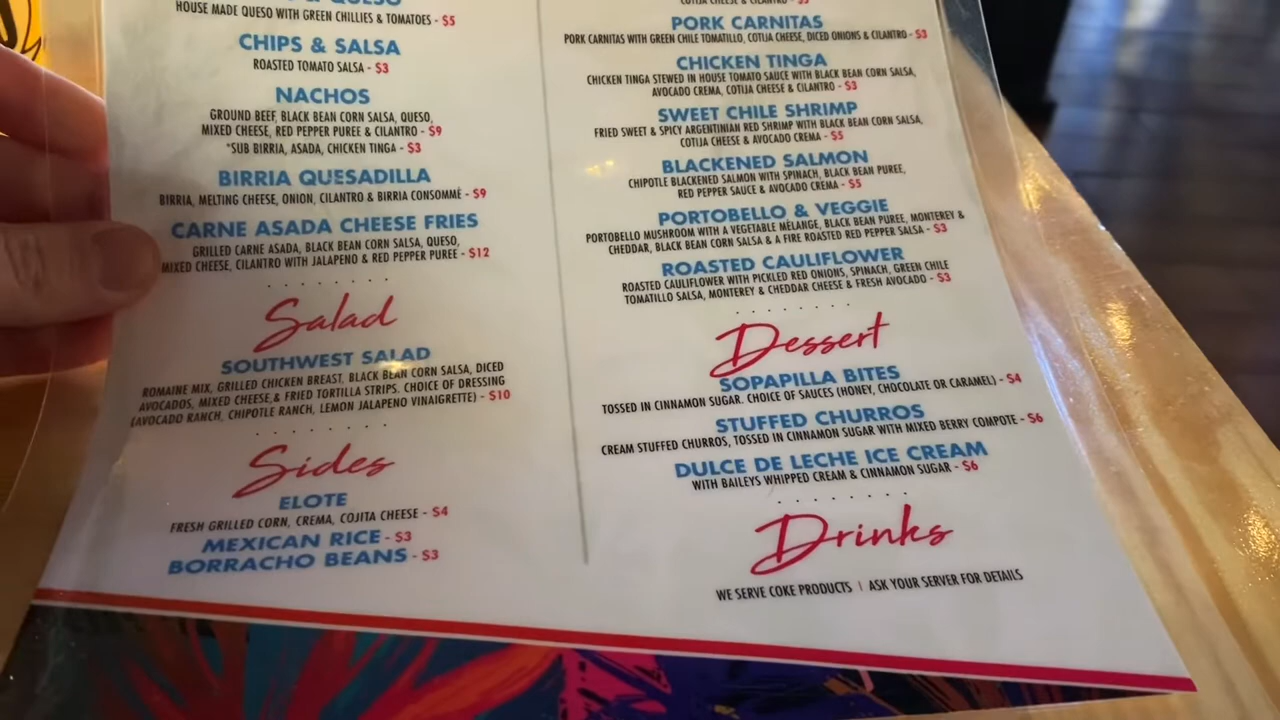 & QUESO
HOUSE MADE QUESO WITH GREEN CHILLIES & TOMATOES - $5
CHIPS & SALSA
ROASTED TOMATO SALSA - $3
NACHOS
GROUND BEEF, BLACK BEAN CORN SALSA, QUESO,
MIXED CHEESE, RED PEPPER PUREE & CILANTRO - $9
*SUB BIRRIA, ASADA, CHICKEN TINGA - $3
BIRRIA QUESADILLA
BIRRIA, MELTING CHEESE, ONION, CILANTRO & BIRRIA CONSOMMÉ - $9
CARNE ASADA CHEESE FRIES
GRILLED CARNE ASADA, BLACK BEAN CORN SALSA, QUESO,
MIXED CHEESE, CILANTRO WITH JALAPENO & RED PEPPER PUREE - $12
Salad
SOUTHWEST SALAD
ROMAINE MIX, GRILLED CHICKEN BREAST, BLACK BEAN CORN SALSA, DICED
AVOCADOS, MIXED CHEESE,& FRIED TORTILLA STRIPS. CHOICE OF DRESSING
(AVOCADO RANCH, CHIPOTLE RANCH, LEMON JALAPENO VINAIGRETTE) - $10
Sides
ELOTE
FRESH GRILLED CORN, CREMA, COJITA CHEESE - $4
MEXICAN RICE - $3
BORRACHO BEANS - $3
COTIJA CHEESE & CILANTRO -
PORK CARNITAS
PORK CARNITAS WITH GREEN CHILE TOMATILLO, COTIJA CHEESE, DICED ONIONS & CILANTRO - $3
CHICKEN TINGA
CHICKEN TINGA STEWED IN HOUSE TOMATO SAUCE WITH BLACK BEAN CORN SALSA,
AVOCADO CREMA, COTIJA CHEESE & CILANTRO - $3
SWEET CHILE SHRIMP
FRIED SWEET & SPICY ARGENTINIAN RED SHRIMP WITH BLACK BEAN CORN SALSA,
COTIJA CHEESE & AVOCADO CREMA - $5
BLACKENED SALMON
CHIPOTLE BLACKENED SALMON WITH SPINACH, BLACK BEAN PUREE,
RED PEPPER SAUCE & AVOCADO CREMA - $5
PORTOBELLO & VEGGIE
PORTOBELLO MUSHROOM WITH A VEGETABLE MÉLANGE, BLACK BEAN PUREE, MONTEREY &
CHEDDAR, BLACK BEAN CORN SALSA & A FIRE ROASTED RED PEPPER SALSA - $3
ROASTED CAULIFLOWER
ROASTED CAULIFLOWER WITH PICKLED RED ONIONS, SPINACH, GREEN CHILE
TOMATILLO SALSA, MONTEREY & CHEDDAR CHEESE & FRESH AVOCADO - $3
Dessert
SOPAPILLA BITES
TOSSED IN CINNAMON SUGAR. CHOICE OF SAUCES (HONEY, CHOCOLATE OR CARAMEL) - $4
STUFFED CHURROS
CREAM STUFFED CHURROS, TOSSED IN CINNAMON SUGAR WITH MIXED BERRY COMPOTE - $6
DULCE DE LECHE ICE CREAM
WITH BAILEYS WHIPPED CREAM & CINNAMON SUGAR - $6
Drinks
WE SERVE COKE PRODUCTS | ASK YOUR SERVER FOR DETAILS